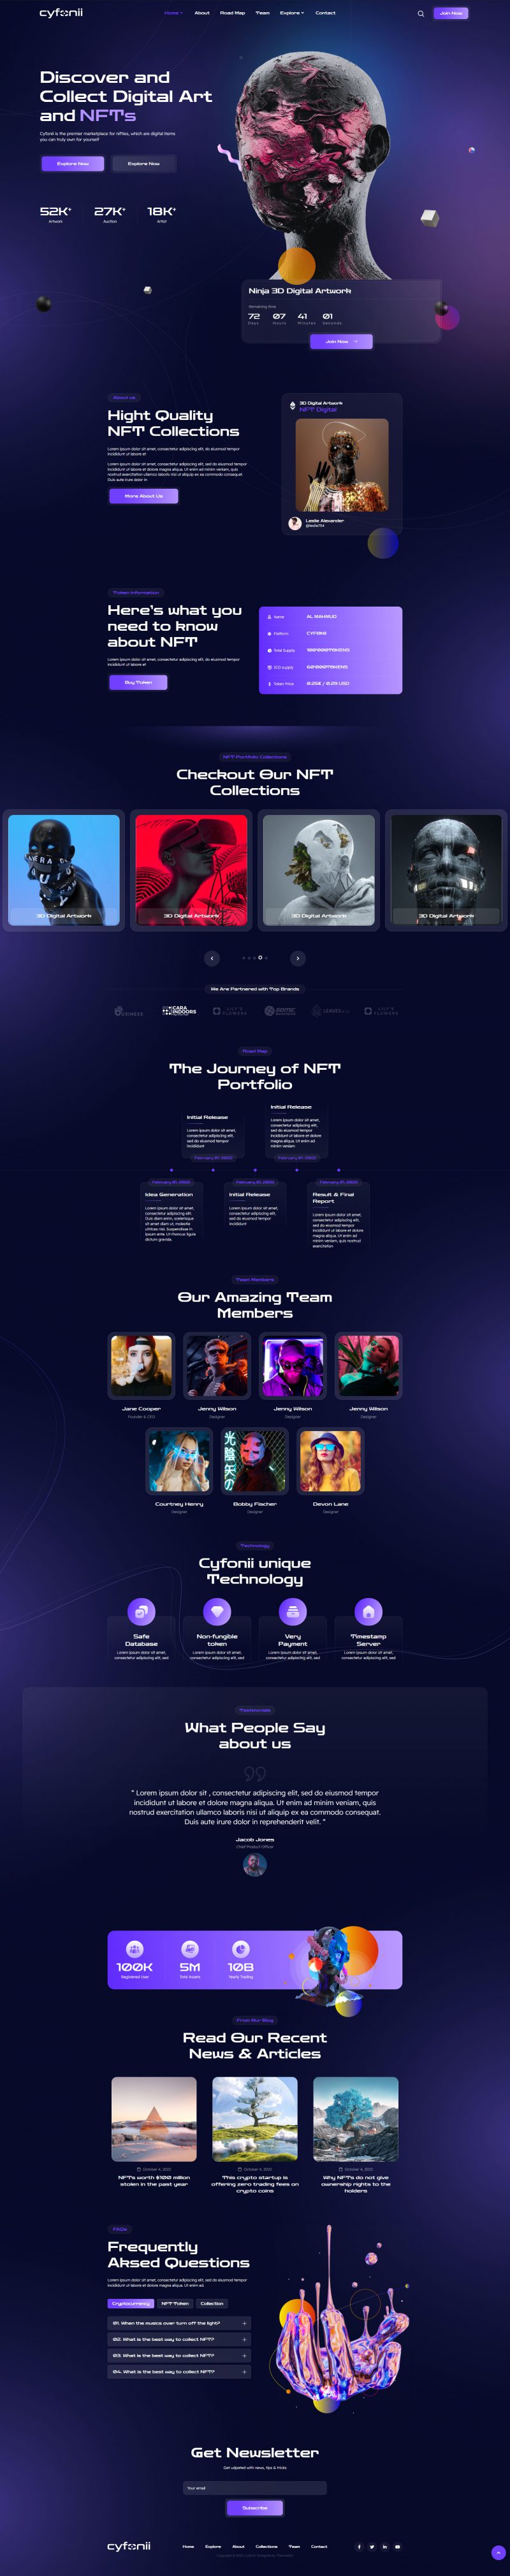 cyfonii
Home About Road Map Team Explore Contact
Join Now
Discover and
Collect Digital Art
and NFTs
Cyfonii is the premier marketplace for nifties, which are digital items
you can truly own for yourself
Explore Now Explore Now
52K+ 27K+ 18K+
Artwork Auction Artist
Ninja 3D Digital Artwork
Remaining time
72 07 41 01
Days Hours Minutes Seconds
Join Now
About us
Hight Quality
NFT Collections
Lorem ipsum dolor sit amet, consectetur adipiscing elit, sed do eiusmod tempor
incididunt ut labore et
Lorem ipsum dolor sit amet, consectetur adipiscing elit, sed do eiusmod tempor
incididunt ut labore et dolore magna aliqua. Ut enim ad minim veniam, quis
nostrud exercitation ullamco laboris nisi ut aliquip ex ea commodo consequat.
Duis aute irure dolor in
More About Us
3D Digital Artwork
NFT Digital
Leslie Alexander
Token Information
Here's what you
need to know
about NFT
Lorem ipsum dolor sit amet, consectetur adipiscing elit, sed do eiusmod tempor
incididunt ut labore et
Buy Token
Name AL MAHMUD
Platform CYFONII
Total Supply
ICO supply
Token Price 0.25€ / 0.29 USD
NFT Portfolio Collections
Checkout Our NFT
Collections
3D Digital Artwork
3D Digital Artwork
3D Digital Artwork
3D Digital Artwork
We Are Partnered with Top Brands
CARA
INDOORS
LILY'S
FLOWERS
LEAVES
LILY'S
FLOWERS
Road Map
The Journey of NFT
Portfolio
Initial Release
Lorem ipsum dolor sit amet,
consectetur adipiscing elit,
sed do eiusmod tempor
incididunt
February 01, 2022
Initial Release
Lorem ipsum dolor sit amet,
consectetur adipiscing elit,
sed do eiusmod tempor
incididunt ut labore et dolore
magna aliqua. Ut enim ad
minim veniam
February 01, 2022
February 01, 2022
Idea Generation
Lorem ipsum dolor sit amet,
consectetur adipiscing elit.
Duis diam enim, scelerisque
sit amet diam ut, molestie
ultrices nisi. Suspendisse in
ipsum ante. Ut rhoncus ligula
dictum gravida.
February 01, 2022
Initial Release
Lorem ipsum dolor sit amet,
consectetur adipiscing elit,
sed do eiusmod tempor
incididunt
February 01, 2022
Result & Final
Report
Lorem ipsum dolor sit amet,
consectetur adipiscing elit,
sed do eiusmod tempor
incididunt ut labore et dolore
magna aliqua. Ut enim ad
minim veniam, quis nostrud
exercitation
Team Members
Our Amazing Team
Members
Jane Cooper Jenny Wilson Jenny Wilson Jenny Wilson
Founder & CEO Designer Designer Designer
光陰矢の
Courtney Henry Bobby Fischer Devon Lane
Designer Designer Designer
Technology
Cyfonii unique
Technology
Safe
Database
Lorem ipsum dolor sit amet,
consectetur adipiscing elit, sed
Non-fungible
token
Lorem ipsum dolor sit amet,
consectetur adipiscing elit, sed
Very
Payment
Lorem ipsum dolor sit amet,
consectetur adipiscing elit, sed
Timestamp
Server
Lorem ipsum dolor sit amet,
consectetur adipiscing elit, sed
Testimonials
What People Say
about us
" Lorem ipsum dolor sit , consectetur adipiscing elit, sed do eiusmod tempor
incididunt ut labore et dolore magna aliqua. Ut enim ad minim veniam, quis
nostrud exercitation ullamco laboris nisi ut aliquip ex ea commodo consequat.
Duis aute irure dolor in reprehenderit velit. "
Jacob Jones
Chief Product Officer
100K 5M 10B
Registered User Total Assets Yearly Trading
From Our Blog
Read Our Recent
News & Articles
October 4, 2022
NFTs worth $100 million
stolen in the past year
October 4, 2022
This crypto startup is
offering zero trading fees on
crypto coins
October 4, 2022
Why NFTs do not give
ownership rights to the
holders
FAQs
Frequently
Aksed Questions
Lorem ipsum dolor sit amet, consectetur adipiscing elit, sed do eiusmod tempor
incididunt ut labore et dolore magna aliqua. Ut enim ad.
Cryptocurrency NFT Token Collection
01. When the musics over turn off the light?
02. What is the best way to collect NFT?
03. What is the best way to collect NFT?
04. What is the best way to collect NFT?
Get Newsletter
Get udpated with news, tips & tricks
Your email
Subscribe
cyfonii
Home Explore About Collections Team Contact